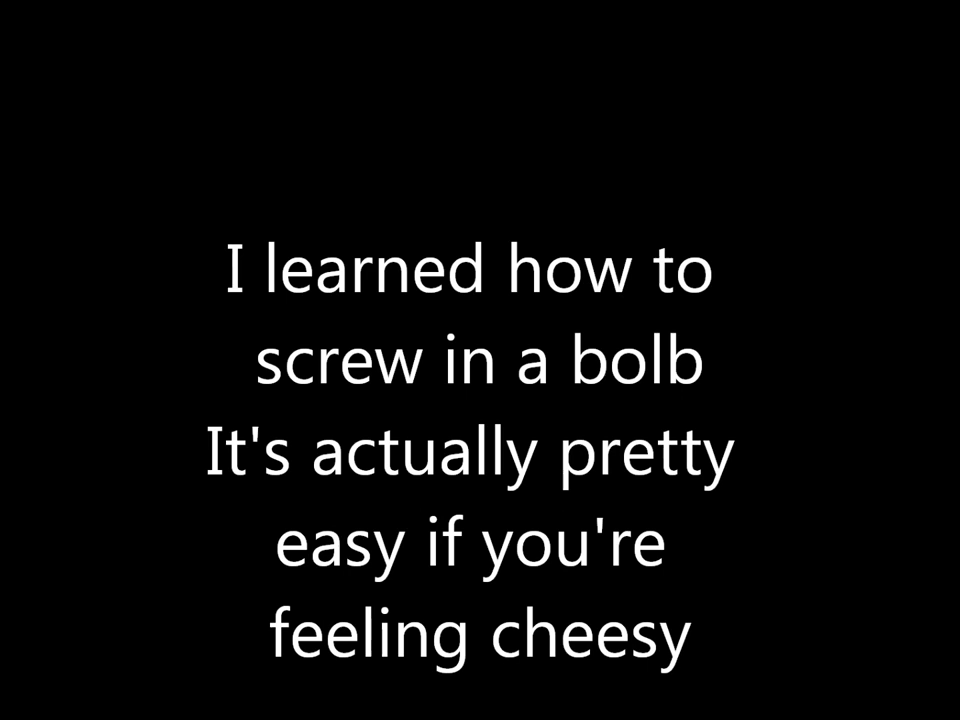 I learned how to
screw in a bolb
It's actually pretty
easy if you're
feeling cheesy